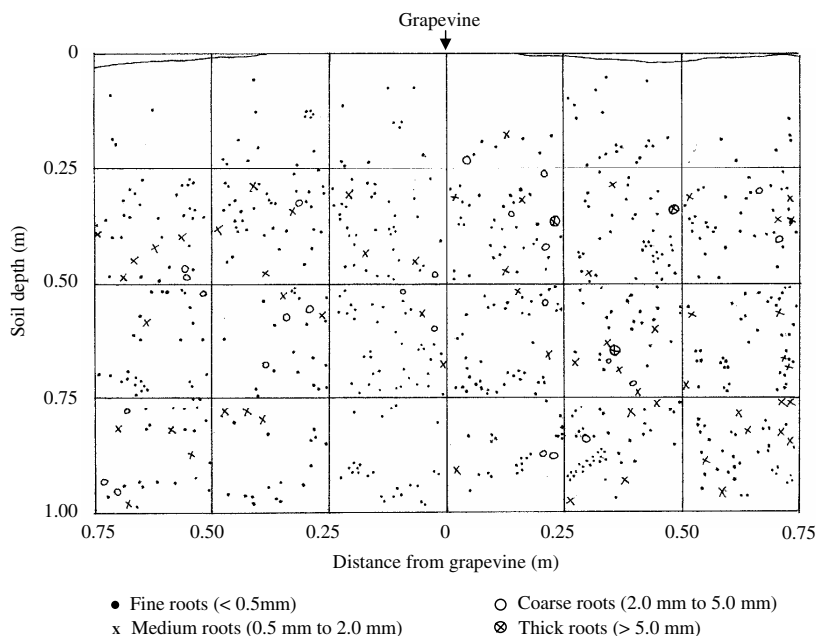 Grapevine
0
0.25
0.50
0.75
1.00
Soil depth (m)
0.75 0.50 0.25 0 0.25 0.50 0.75
Distance from grapevine (m)
Fine roots (< 0.5mm)
x Medium roots (0.5 mm to 2.0 mm)
Coarse roots (2.0 mm to 5.0 mm)
Thick roots (> 5.0 mm)